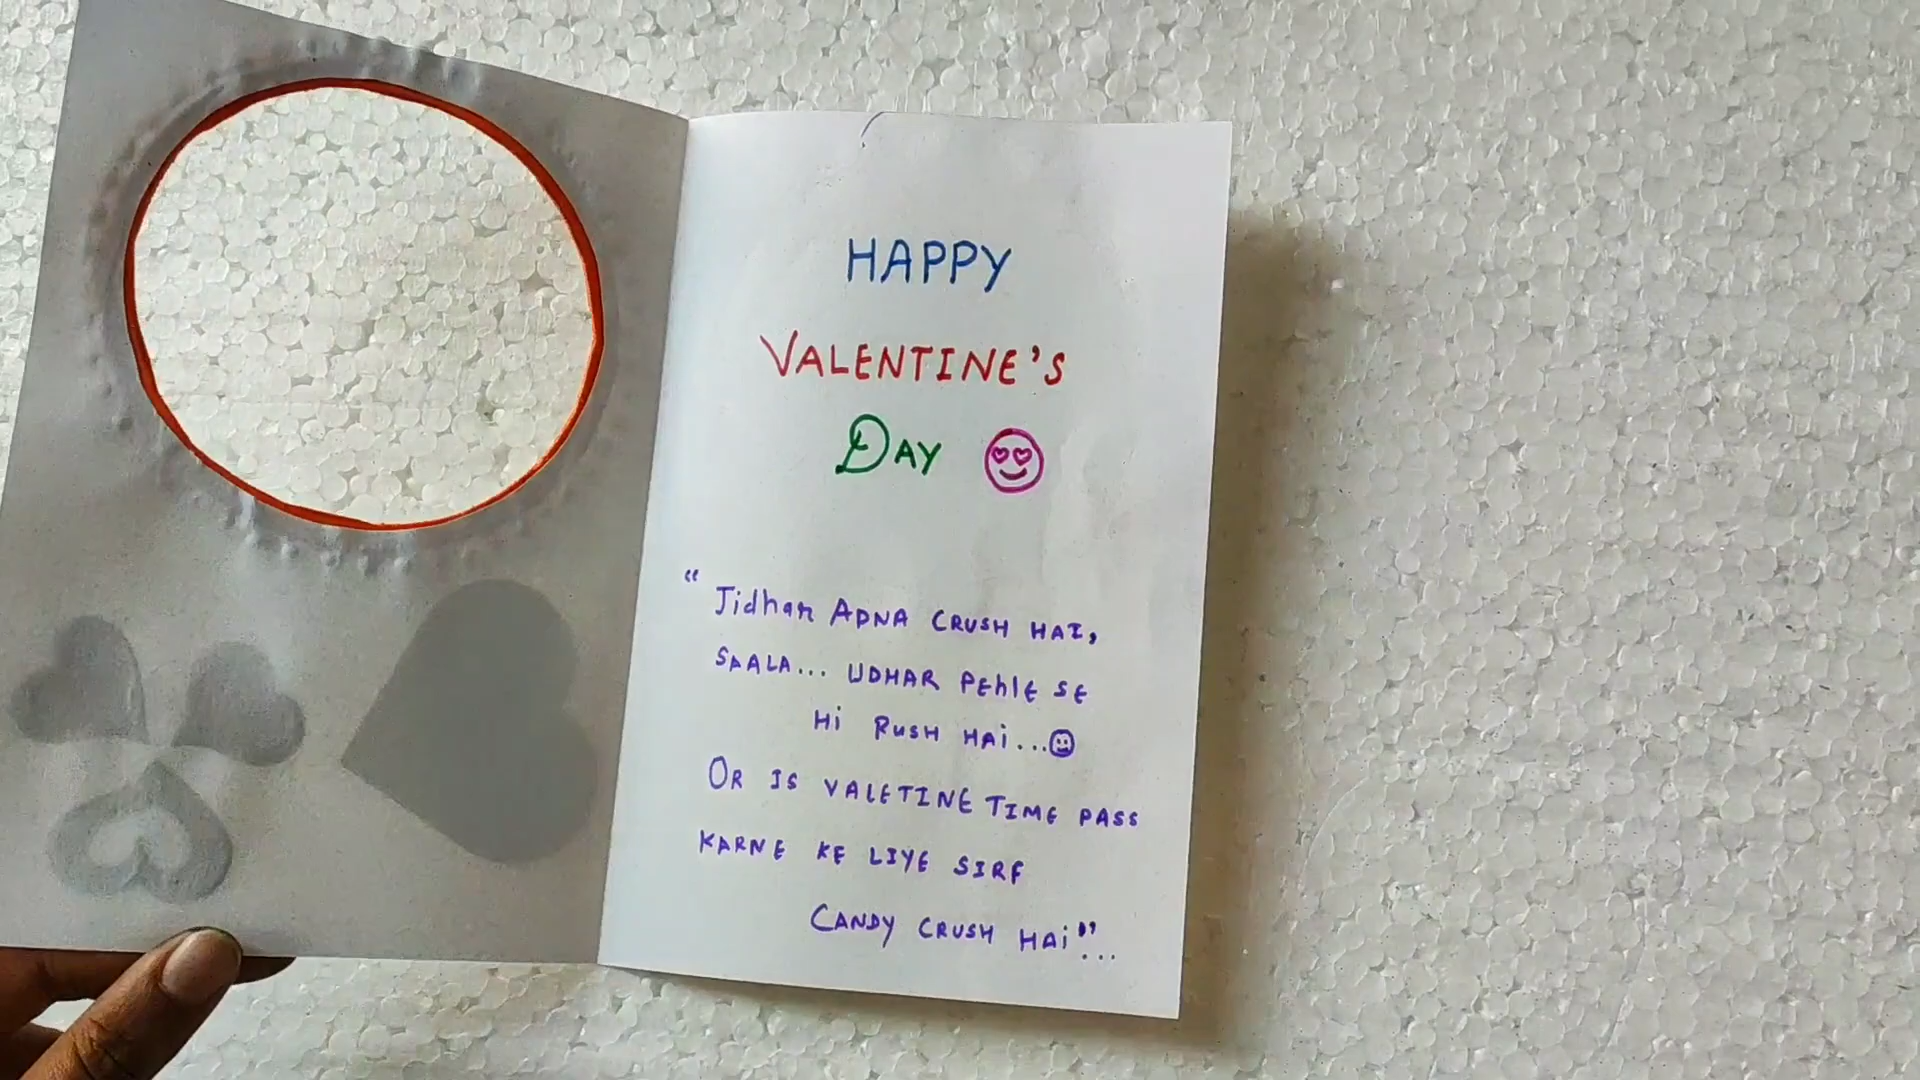 HAPPY
VALENTINE'S
DAY
"Jidhar APNA CRUSH HAI,
SAALA... UDHAR PEhlE SE
Hi RUSH HAi...
OR IS VALETINE TIME PASS
KARNE KE LIYE SIRF
CANDY CRUSH HAi"...